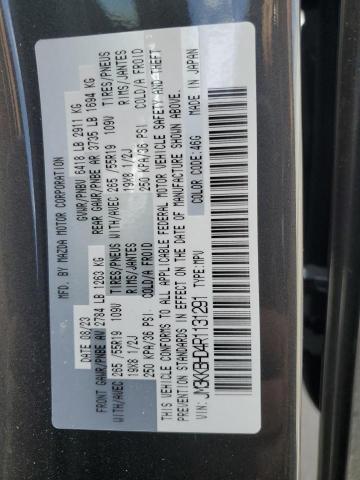 MFD. BY MAZDA MOTOR CORPORATION
DATE 08/23 GVWR/PNBV 6418 LB 2911 KG
FRONT GAWR/PNBE AV 2784 LB 1263 KG REAR GAWR/PNBE AR 3735 LB 1694 KG
TIRES/PNEUS TIRES/PNEUS
WITH/AVEC 265/55R19 109V RIMS/JANTES WITH/AVEC 265/55R19 109V RIMS/JANTES
19X8 1/2J COLD/A FROID 19X8 1/2J COLD/A FROID
250 KPA/36 PSI 250 KPA/36 PSI
THIS VEHICLE CONFORMS TO ALL APPLICABLE FEDERAL MOTOR VEHICLE SAFETY AND THEFT
PREVENTION STANDARDS IN EFFECT ON THE DATE OF MANUFACTURE SHOWN ABOVE.
MADE IN JAPAN
VIN: JM3KKBHD4R1131291 TYPE:MPV COLOR CODE:46G